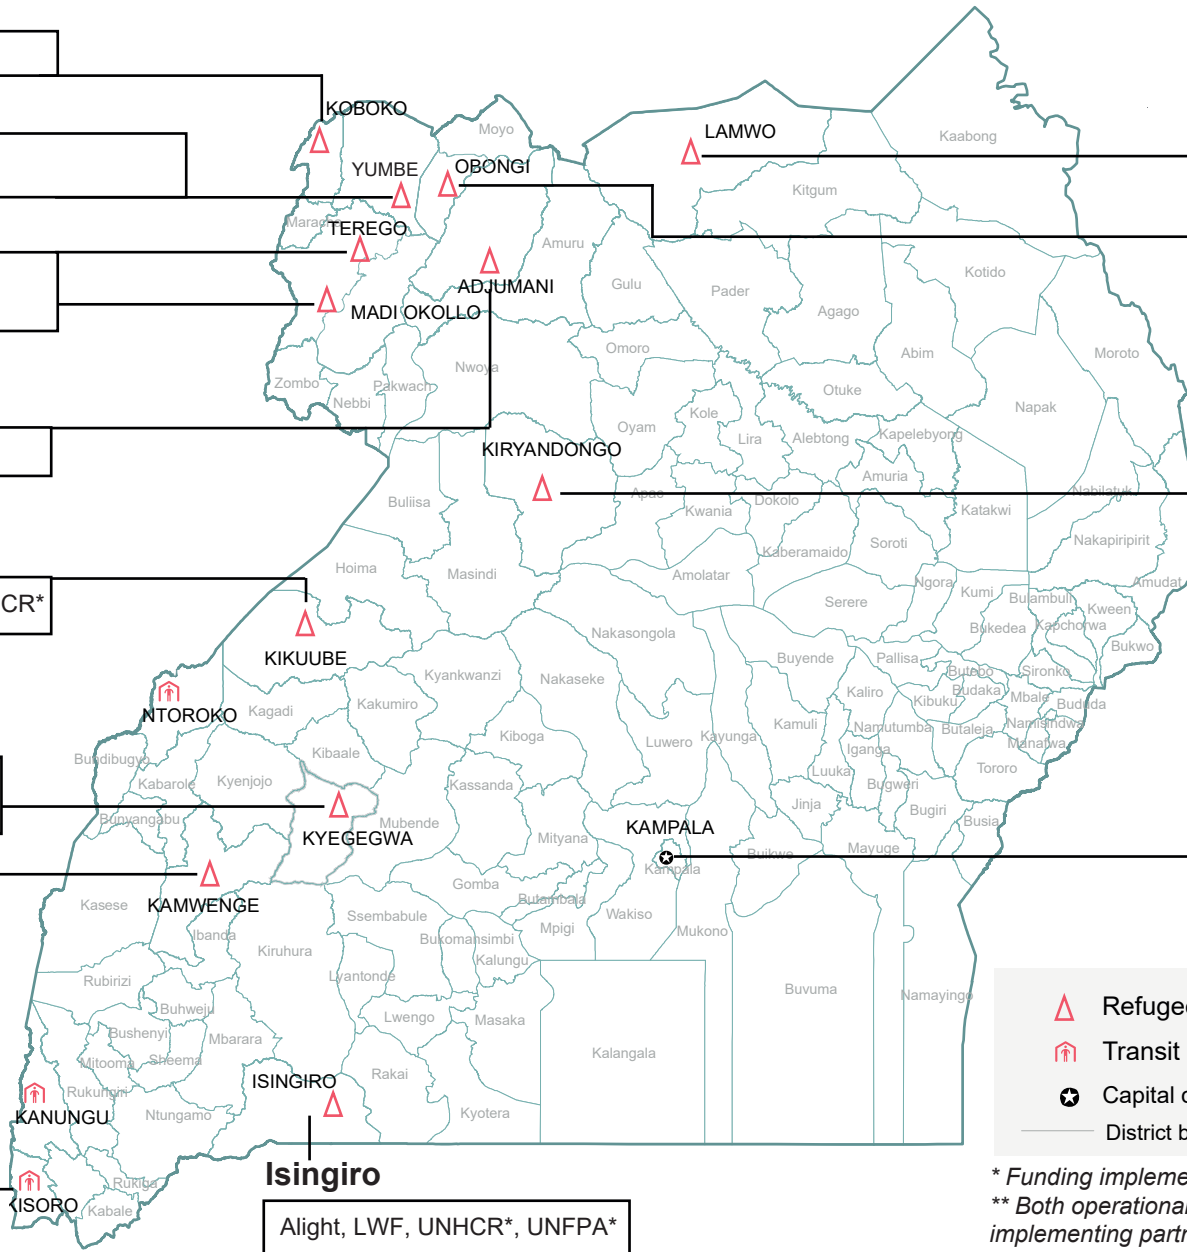 KOBOKO
Moyo
LAMWO
Kaabong
YUMBE
OBONGI
Kitgum
TEREGO
Amuru
ADJUMANI
Gulu
Pader
Kotido
MADI OKOLLO
Agago
Omoro
Abim
Moroto
Zombo
Pakwach
Nwoya
Nebbi
Otuke
Napak
Kole
Oyam
Lira
Alebtong
Kapelebyong
KIRYANDONGO
Amuria
Apac
Nabilatuk
Buliisa
Kwania
Dokolo
Katakwi
Kaberamaido
Soroti
Nakapiripirit
Hoima
Masindi
Amolatar
Ngora
Kumi
Amudat
CR*
Serere
Bulambuli
Kween
Nakasongola
Bukedea
Kapchorwa
Bukwo
KIKUUBE
Buyende
Pallisa
Kyankwanzi
Nakaseke
Butebo
Sironko
NTOROKO
Kagadi
Kakumiro
Kaliro
Kibuku
Budaka
Mbale
Bududa
Kiboga
Kamuli
Namutumba
Butaleja
Namisindwa
Bundibugyo
Kibaale
Luwero
Kayunga
Iganga
Manafwa
Kabarole
Kyenjojo
Kassanda
Luuka
Bugweri
Tororo
Bunyangabu
Mubende
Jinja
Bugiri
Busia
KYEGEGWA
Mityana
KAMPALA
Kampala
Buikwe
Mayuge
KAMWENGE
Gomba
Butambala
Kasese
Ssembabule
Wakiso
Mpigi
Mukono
Ibanda
Kiruhura
Bukomansimbi
Kalungu
Rubirizi
Lyantonde
Buvuma
Namayingo
Buhweju
Lwengo
Masaka
Bushenyi
Mbarara
Kalangala
Mitooma
Sheema
Rukungiri
ISINGIRO
Rakai
KANUNGU
Ntungamo
Kyotera
Rukiga
KISORO
Kabale
Isingiro
Alight, LWF, UNHCR*, UNFPA*
Transit
Capital
District
* Funding
** Both operational
implementing